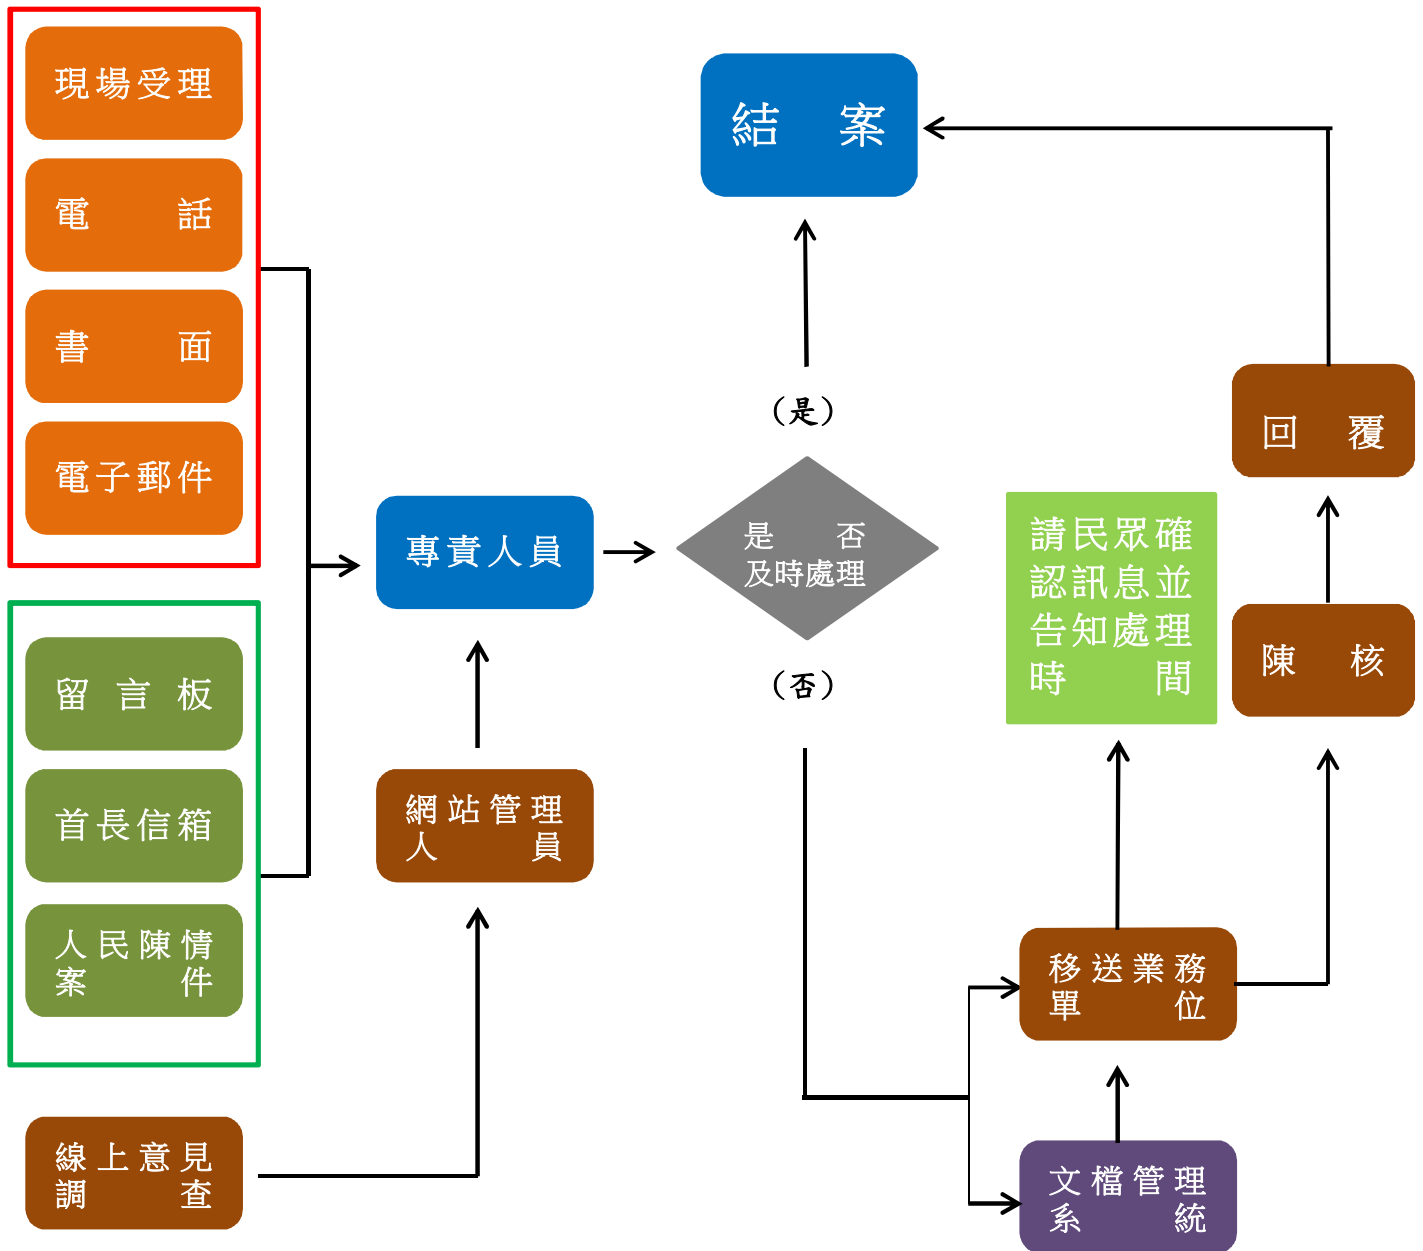 現場受理
電話
書面
電子郵件
留言板
首長信箱
人民陳情
案件
線上意見
調查
專責人員
網站管理
人員
結案
(是)
是否
及時處理
(否)
請民眾確
認訊息並
告知處理
時間
回覆
陳核
移送業務
單位
文檔管理
系統